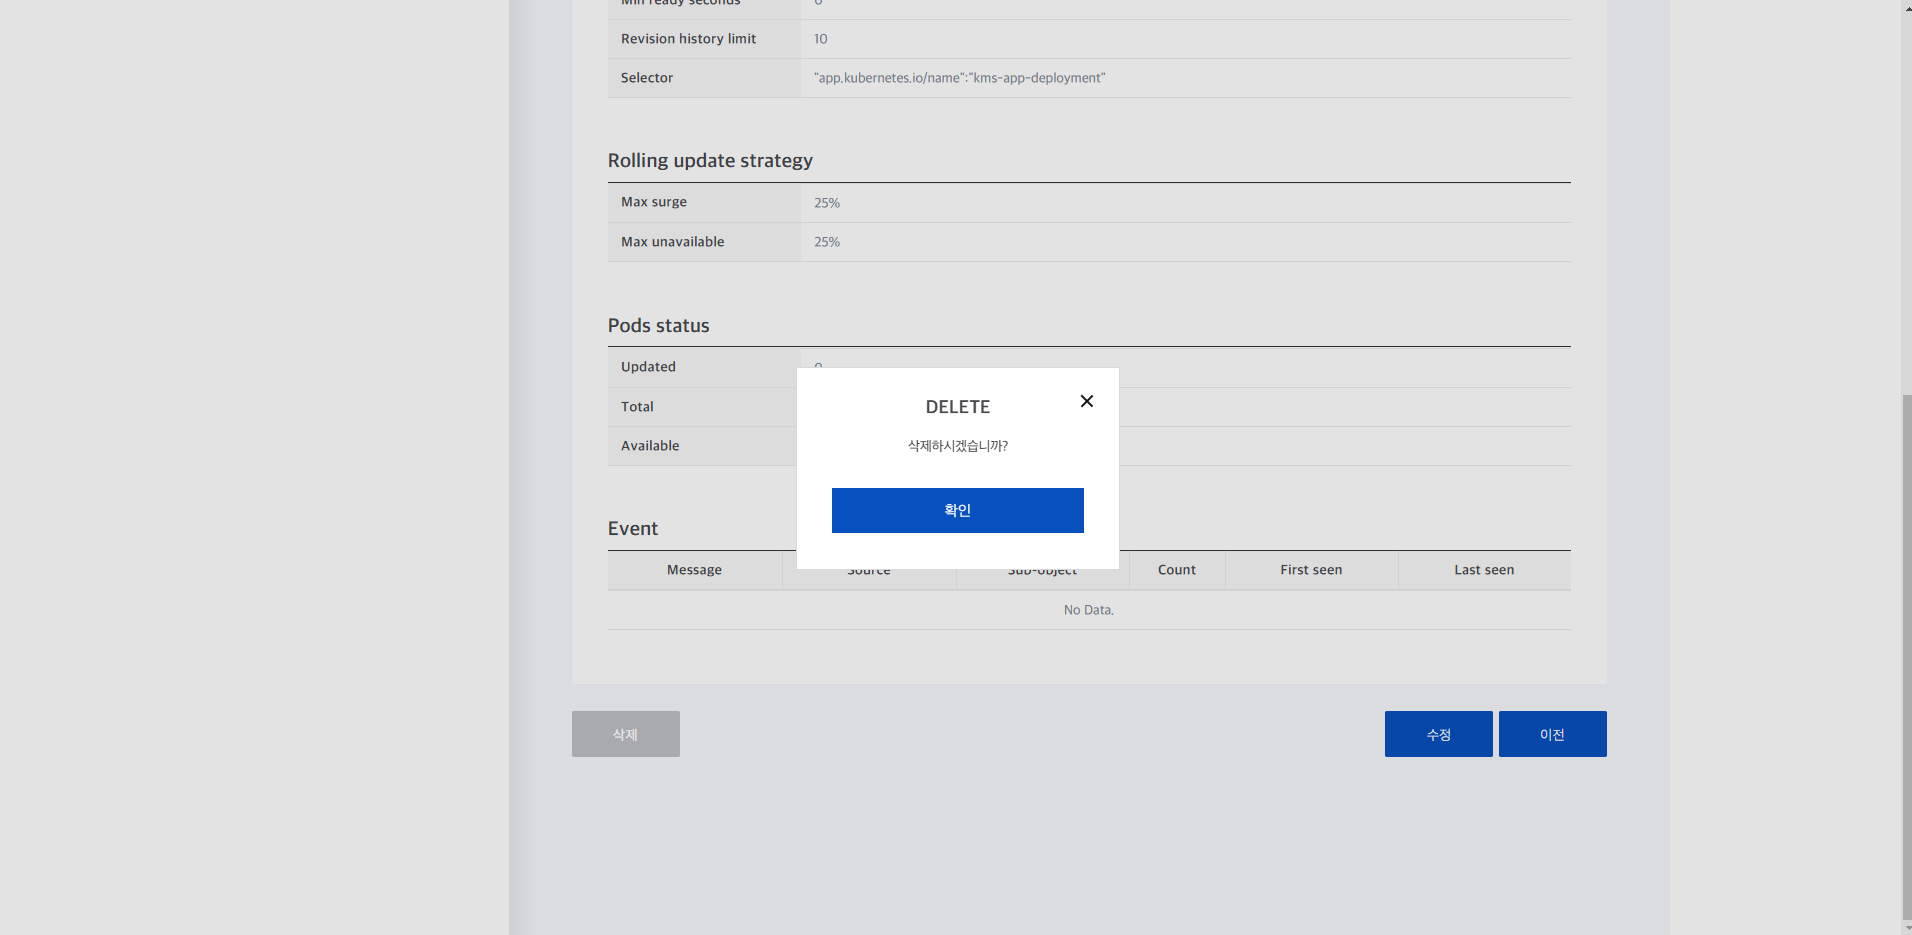 Min ready seconds
Revision history limit 10
Selector "app.kubernetes.io/name":"kms-app-deployment"
Rolling update strategy
Max surge 25%
Max unavailable 25%
Pods status
Updated
Total
Available
DELETE
삭제하시겠습니까?
확인
Event
Message Source Sub-object Count First seen Last seen
No Data.
삭제 수정 이전